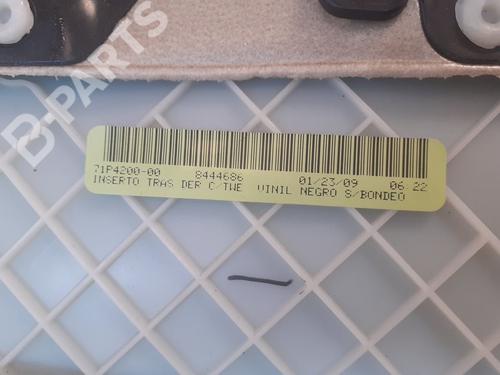 B-PARTS
71P4200-00 8444686 01/23/09 06 22
INSERTO TRAS DER C/TWE VINIL NEGRO S/BONDEO